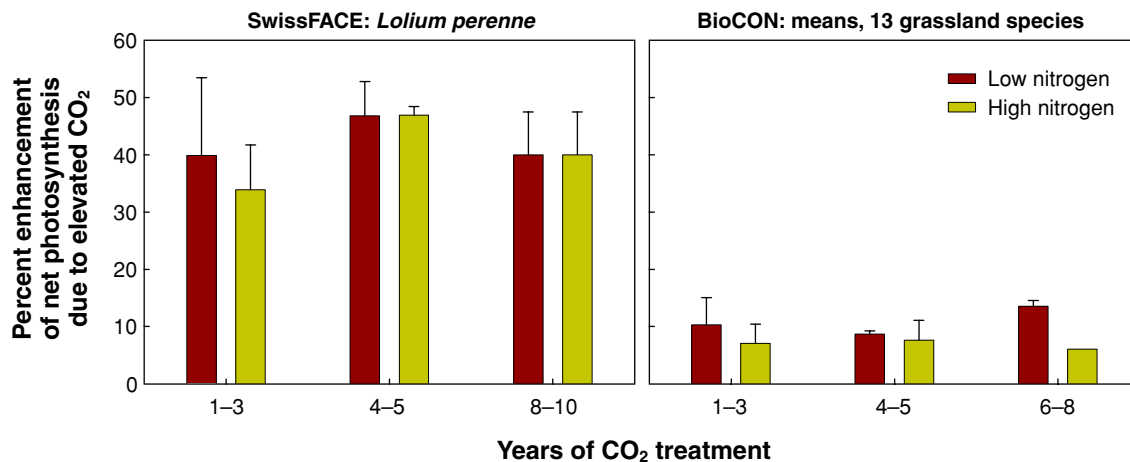 SwissFACE: Lolium perenne
BioCON: means, 13 grassland species
Percent enhancement
of net photosynthesis
due to elevated CO₂
60
50
40
30
20
10
0
Low nitrogen
High nitrogen
1–3
4–5
8–10
1–3
4–5
6–8
Years of CO₂ treatment